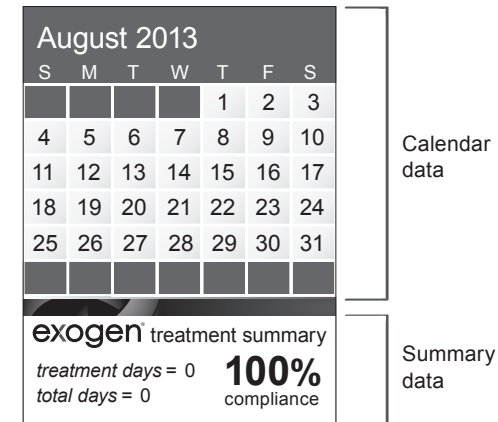 August 2013
S M T W T F S
1 2 3
4 5 6 7 8 9 10
11 12 13 14 15 16 17
18 19 20 21 22 23 24
25 26 27 28 29 30 31
Calendar
data
exogen® treatment summary
treatment days = 0
total days = 0
100%
compliance
Summary
data